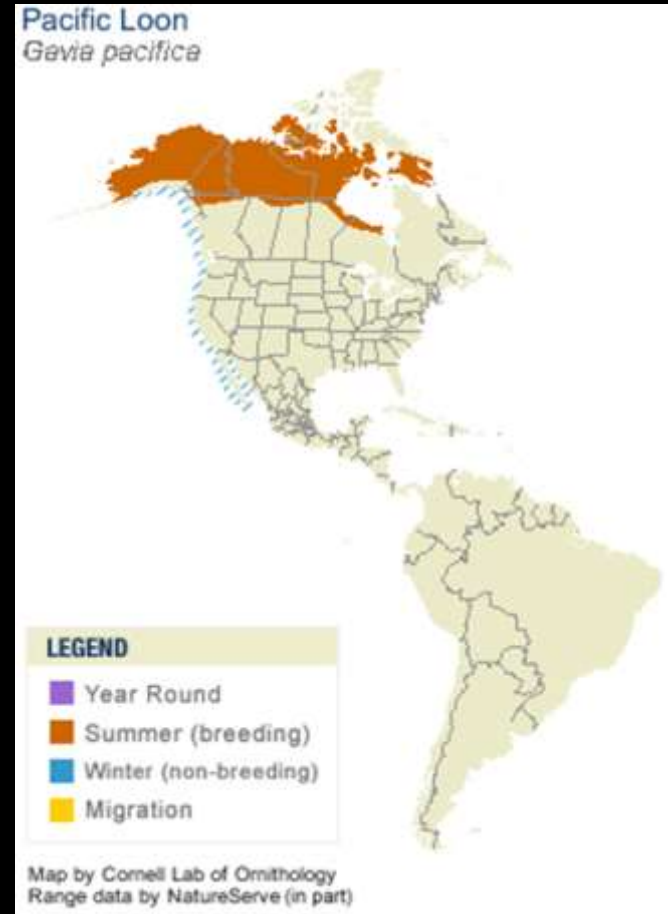 Pacific Loon
Gavia pacifica
LEGEND
Year Round
Summer (breeding)
Winter (non-breeding)
Migration
Map by Cornell Lab of Ornithology
Range data by NatureServe (in part)